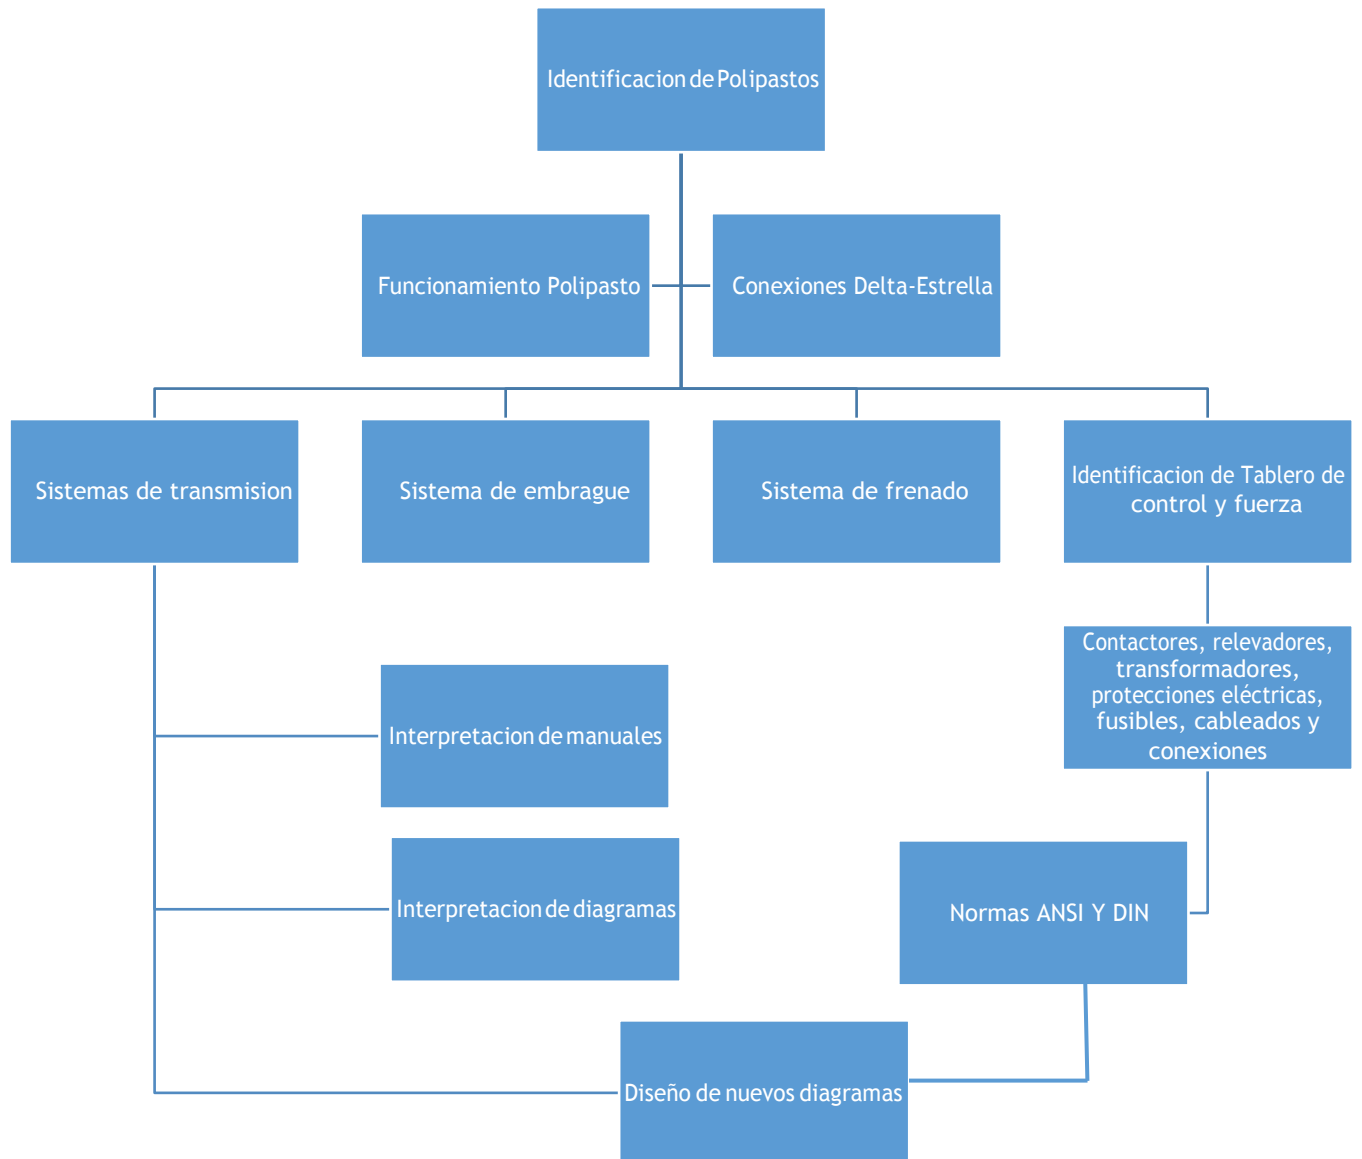 Identificacion de Polipastos
Funcionamiento Polipasto
Conexiones Delta-Estrella
Sistemas de transmision
Sistema de embrague
Sistema de frenado
Identificacion de Tablero de
control y fuerza
Contactores, relevadores,
transformadores,
protecciones eléctricas,
fusibles, cableados y
conexiones
Interpretacion de manuales
Interpretacion de diagramas
Normas ANSI Y DIN
Diseño de nuevos diagramas